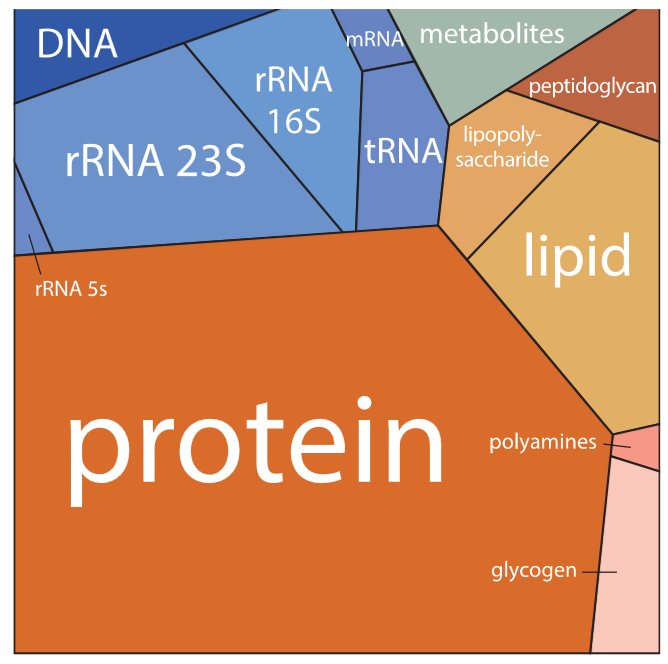 DNA
mRNA
metabolites
rRNA
16S
peptidoglycan
rRNA 23S
tRNA
lipopoly-
saccharide
lipid
rRNA 5s
protein
polyamines
glycogen